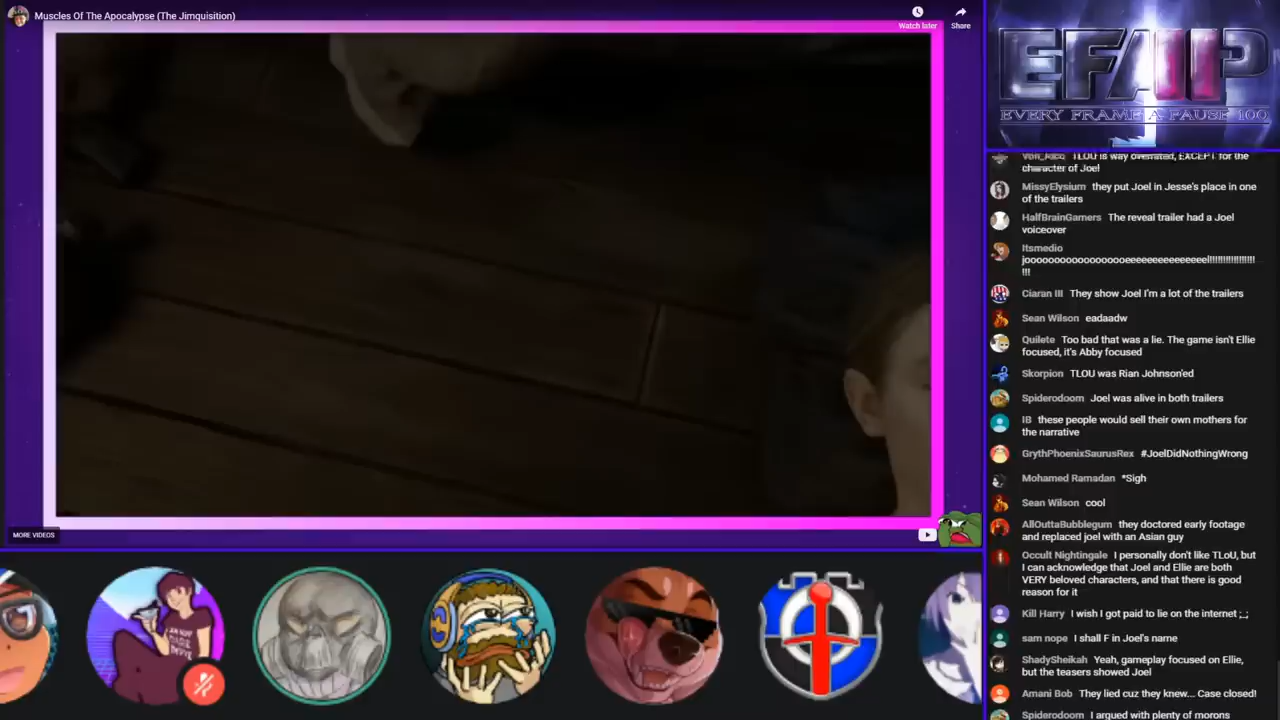 Muscles Of The Apocalypse (The Jimquisition)
Watch later
Share
MORE VIDEOS
EFAP
EVERY FRAME A PAUSE 100
Von_Rico TLOU is way overrated, EXCEPT for the
character of Joel
MissyElysium they put Joel in Jesse's place in one
of the trailers
HalfBrainGamers The reveal trailer had a Joel
voiceover
Itsmedio
!!!
Ciaran III They show Joel I'm a lot of the trailers
Sean Wilson eadaadw
Quilete Too bad that was a lie. The game isn't Ellie
focused, it's Abby focused
Skorpion TLOU was Rian Johnson'ed
Spiderodoom Joel was alive in both trailers
IB these people would sell their own mothers for
the narrative
GrythPhoenixSaurusRex #JoelDidNothingWrong
Mohamed Ramadan *Sigh
Sean Wilson cool
AllOuttaBubblegum they doctored early footage
and replaced joel with an Asian guy
Occult Nightingale I personally don't like TLoU, but
I can acknowledge that Joel and Ellie are both
VERY beloved characters, and that there is good
reason for it
Kill Harry I wish I got paid to lie on the internet ;_;
sam nope I shall F in Joel's name
ShadySheikah Yeah, gameplay focused on Ellie,
but the teasers showed Joel
Amani Bob They lied cuz they knew... Case closed!
Spiderodoom I argued with plenty of morons